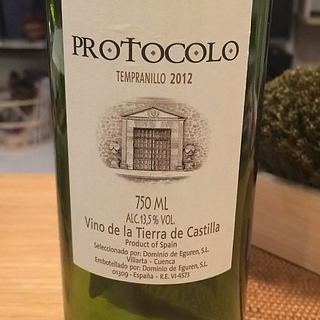 PROTOCOLO
TEMPRANILLO 2012
750 ML
ALC.13,5% VOL.
Vino de la Tierra de Castilla
Product of Spain
Seleccionado por: Dominio de Eguren, S.L.
Villarta - Cuenca
Embotellado por: Dominio de Eguren, S.L.
01309 - España - R.E. VI-4573